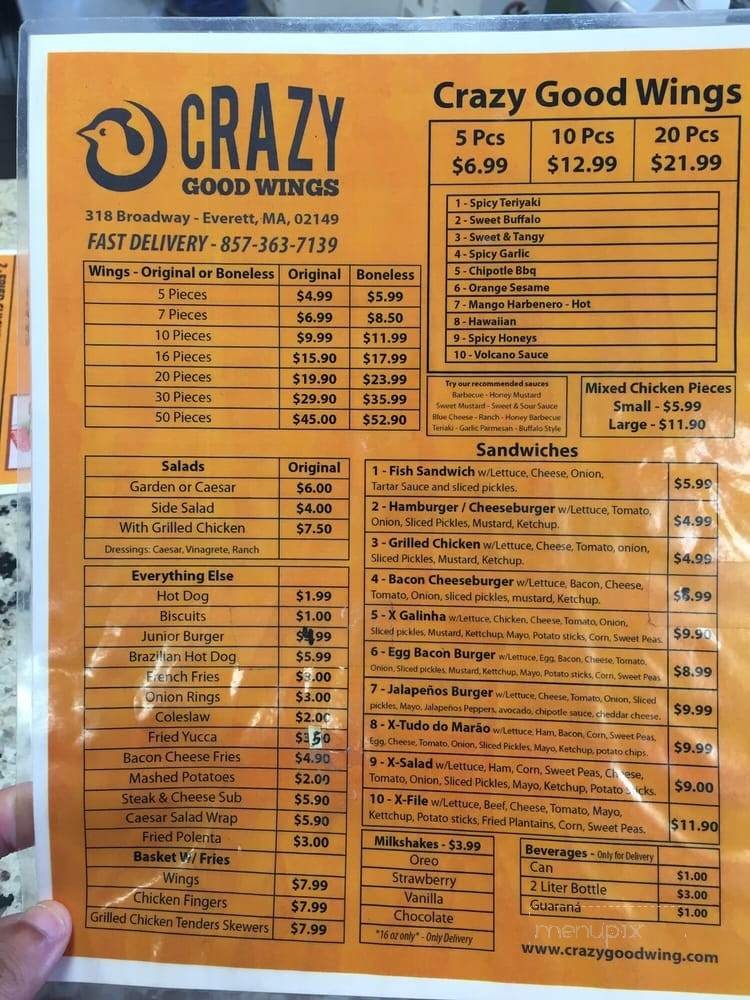 CRAZY
GOOD WINGS
318 Broadway - Everett, MA, 02149
FAST DELIVERY - 857-363-7139
Wings - Original or Boneless Original Boneless
5 Pieces $4.99 $5.99
7 Pieces $6.99 $8.50
10 Pieces $9.99 $11.99
16 Pieces $15.90 $17.99
20 Pieces $19.90 $23.99
30 Pieces $29.90 $35.99
50 Pieces $45.00 $52.90
Salads Original
Garden or Caesar $6.00
Side Salad $4.00
With Grilled Chicken $7.50
Dressings: Caesar, Vinagrete, Ranch
Everything Else
Hot Dog $1.99
Biscuits $1.00
Junior Burger $4.99
Brazilian Hot Dog $5.99
French Fries $3.00
Onion Rings $3.00
Coleslaw $2.00
Fried Yucca
Bacon Cheese Fries $4.90
Mashed Potatoes $2.00
Steak & Cheese Sub $5.90
Caesar Salad Wrap $5.90
Fried Polenta $3.00
Basket W/ Fries
Wings $7.99
Chicken Fingers $7.99
Grilled Chicken Tenders Skewers $7.99
Crazy Good Wings
5 Pcs 10 Pcs 20 Pcs
$6.99 $12.99 $21.99
1 - Spicy Teriyaki
2 - Sweet Buffalo
3 - Sweet & Tangy
4 - Spicy Garlic
5 - Chipotle Bbq
6 - Orange Sesame
7 - Mango Harbenero - Hot
8 - Hawaiian
9 - Spicy Honeys
10 - Volcano Sauce
Try our recommended sauces
Barbecue - Honey Mustard
Sweet Mustard - Sweet & Sour Sauce
Blue Cheese - Ranch - Honey Barbecue
Teriaki - Garlic Parmesan - Buffalo Style
Mixed Chicken Pieces
Small - $5.99
Large - $11.90
Sandwiches
1 - Fish Sandwich w/Lettuce, Cheese, Onion,
Tartar Sauce and sliced pickles. $5.99
2 - Hamburger / Cheeseburger w/Lettuce, Tomato,
Onion, Sliced Pickles, Mustard, Ketchup. $4.99
3 - Grilled Chicken w/Lettuce, Cheese, Tomato, onion,
Sliced Pickles, Mustard, Ketchup. $4.99
4 - Bacon Cheeseburger w/Lettuce, Bacon, Cheese,
Tomato, Onion, sliced pickles, mustard, Ketchup.
5 - X Galinha w/Lettuce, Chicken, Cheese, Tomato, Onion,
Sliced pickles, Mustard, Kettchup, Mayo, Potato sticks, Corn, Sweet Peas. $9.90
6 - Egg Bacon Burger w/Lettuce, Egg, Bacon, Cheese, Tomato,
Onion, Sliced pickles, Mustard, Kettchup, Mayo, Potato sticks, Corn, Sweet Peas $8.99
7 - Jalapeños Burger w/Lettuce, Cheese, Tomato, Onion, Sliced
pickles, Mayo, Jalapeños Peppers, avocado, chipotle sauce, cheddar cheese. $9.99
8 - X-Tudo do Marão w/Lettuce, Ham, Bacon, Corn, Sweet Peas,
Egg, Cheese, Tomato, Onion, Sliced Pickles, Mayo, Ketchup, potato chips. $9.99
9 - X-Salad w/Lettuce, Ham, Corn, Sweet Peas, Cheese,
Tomato, Onion, Sliced Pickles, Mayo, Ketchup, Potato Sticks. $9.00
10 - X-File w/Lettuce, Beef, Cheese, Tomato, Mayo,
Kettchup, Potato sticks, Fried Plantains, Corn, Sweet Peas. $11.90
Milkshakes - $3.99
Oreo
Strawberry
Vanilla
Chocolate
*16 oz only* - Only Delivery
Beverages - Only for Delivery
Can $1.00
2 Liter Bottle $3.00
Guaraná $1.00
menupix
www.crazygoodwing.com